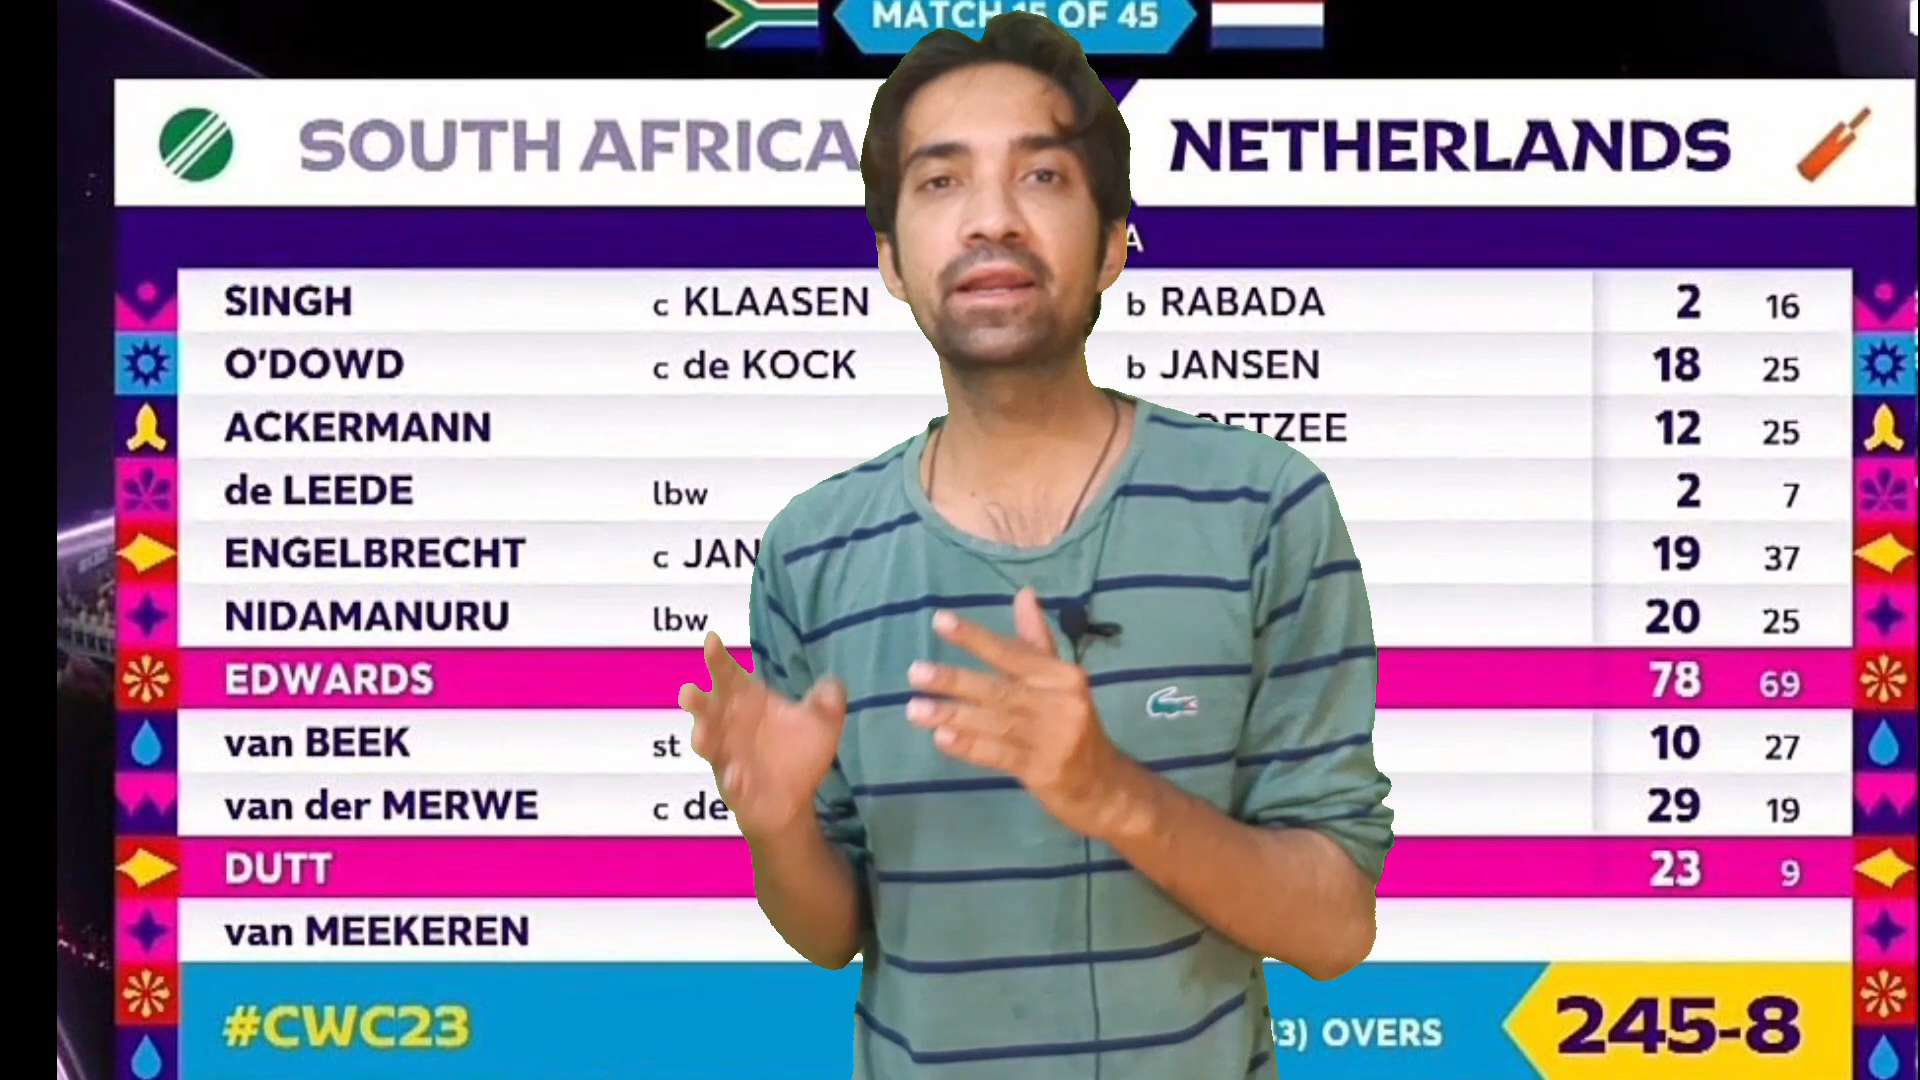 MATCH 15 OF 45
SOUTH AFRICA NETHERLANDS
SINGH c KLAASEN b RABADA 2 16
O'DOWD c de KOCK b JANSEN 18 25
ACKERMANN 12 25
de LEEDE lbw 2 7
ENGELBRECHT c 19 37
NIDAMANURU lbw 20 25
EDWARDS 78 69
van BEEK st 10 27
van der MERWE c de 29 19
DUTT 23 9
van MEEKEREN
#CWC23 OVERS 245-8